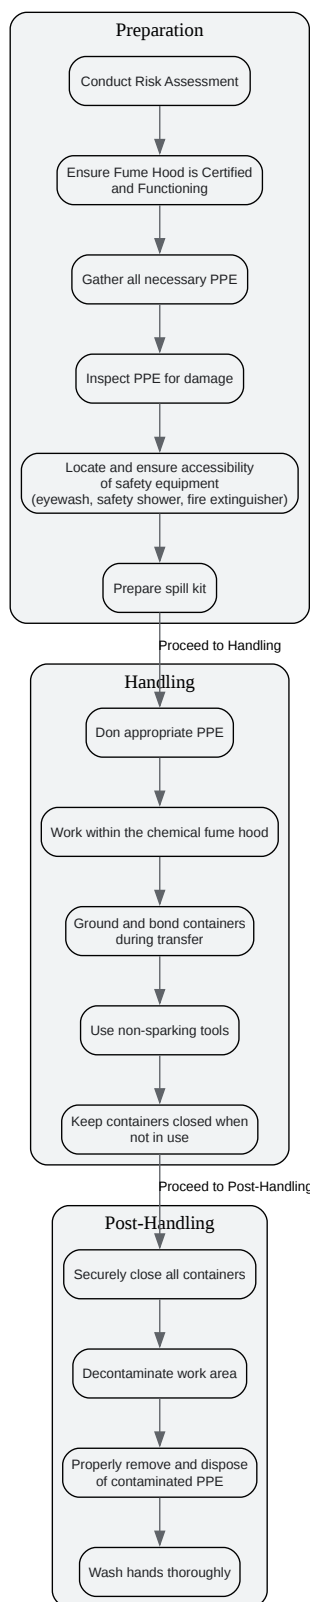 Preparation
Conduct Risk Assessment
Ensure Fume Hood is Certified
and Functioning
Gather all necessary PPE
Inspect PPE for damage
Locate and ensure accessibility
of safety equipment
(eyewash, safety shower, fire extinguisher)
Prepare spill kit
Proceed to Handling
Handling
Don appropriate PPE
Work within the chemical fume hood
Ground and bond containers
during transfer
Use non-sparking tools
Keep containers closed when
not in use
Proceed to Post-Handling
Post-Handling
Securely close all containers
Decontaminate work area
Properly remove and dispose
of contaminated PPE
Wash hands thoroughly